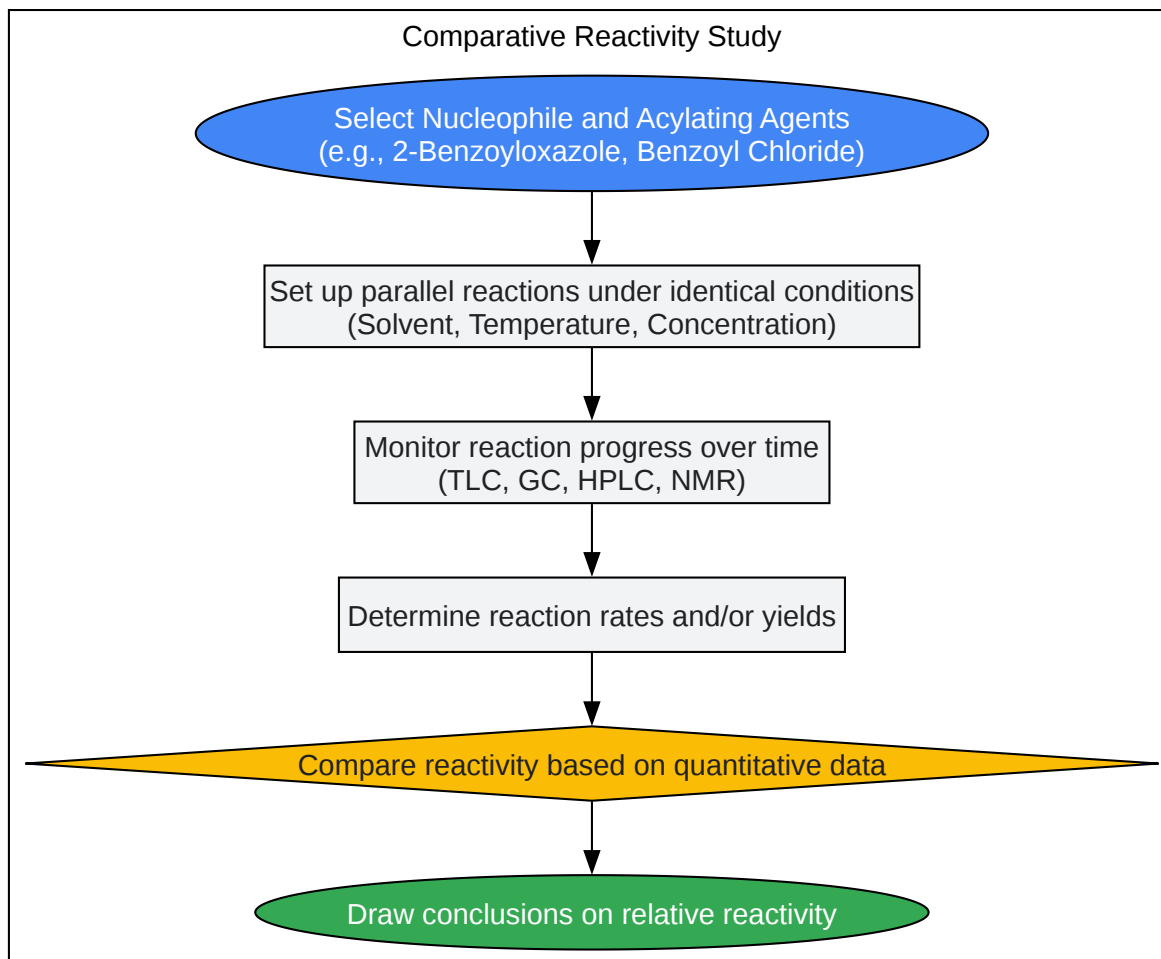 Comparative Reactivity Study
Select Nucleophile and Acylating Agents
(e.g., 2-Benzoyloxazole, Benzoyl Chloride)
Set up parallel reactions under identical conditions
(Solvent, Temperature, Concentration)
Monitor reaction progress over time
(TLC, GC, HPLC, NMR)
Determine reaction rates and/or yields
Compare reactivity based on quantitative data
Draw conclusions on relative reactivity